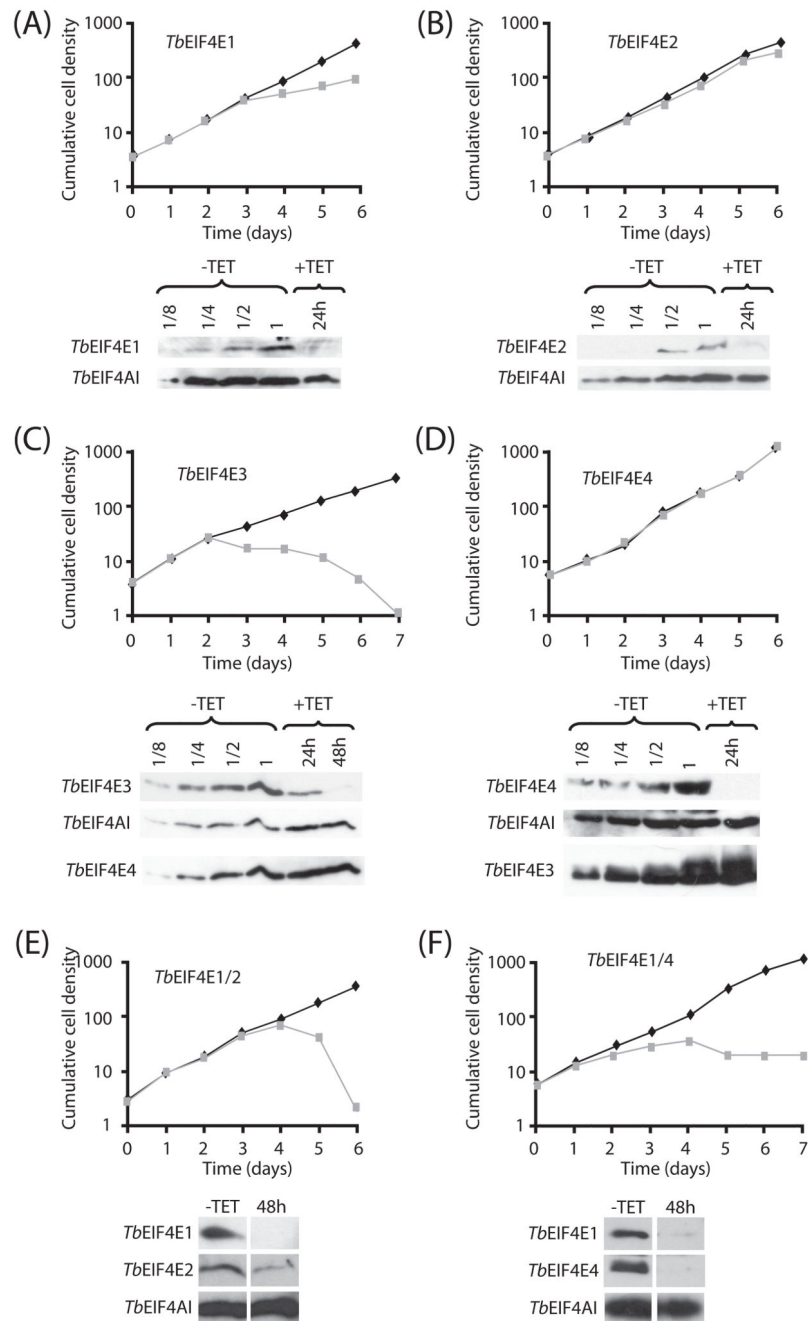 (A)
TbEIF4E1
Cumulative cell density
1000
100
10
1
0 1 2 3 4 5 6
Time (days)
-TET +TET
1/8 1/4 1/2 1 24h
TbEIF4E1
TbEIF4AI
(B)
TbEIF4E2
Cumulative cell density
1000
100
10
1
0 1 2 3 4 5 6
Time (days)
-TET +TET
1/8 1/4 1/2 1 24h
TbEIF4E2
TbEIF4AI
(C)
TbEIF4E3
Cumulative cell density
1000
100
10
1
0 1 2 3 4 5 6 7
Time (days)
-TET +TET
1/8 1/4 1/2 1 24h 48h
TbEIF4E3
TbEIF4AI
TbEIF4E4
(D)
TbEIF4E4
Cumulative cell density
1000
100
10
1
0 1 2 3 4 5 6
Time (days)
-TET +TET
1/8 1/4 1/2 1 24h
TbEIF4E4
TbEIF4AI
TbEIF4E3
(E)
TbEIF4E1/2
Cumulative cell density
1000
100
10
1
0 1 2 3 4 5 6
Time (days)
-TET 48h
TbEIF4E1
TbEIF4E2
TbEIF4AI
(F)
TbEIF4E1/4
Cumulative cell density
1000
100
10
1
0 1 2 3 4 5 6 7
Time (days)
-TET 48h
TbEIF4E1
TbEIF4E4
TbEIF4AI